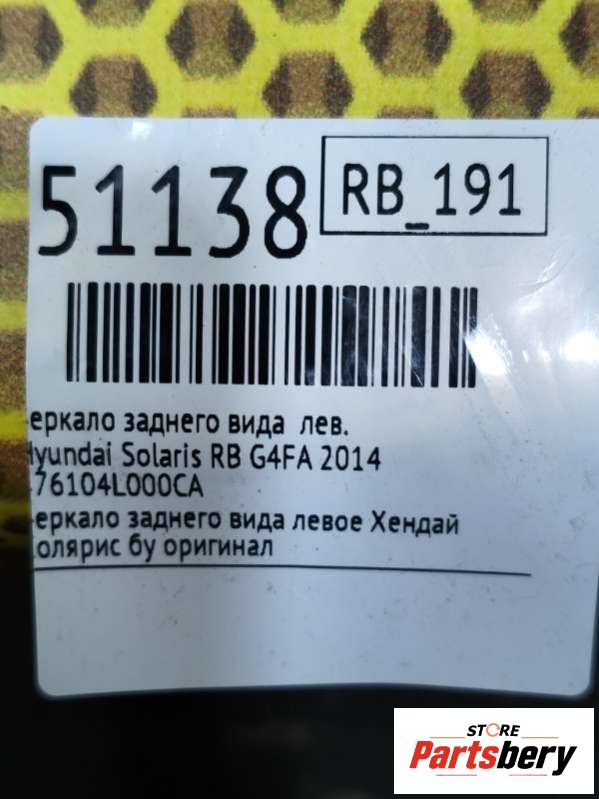 51138
RB_191
еркало заднего вида лев.
Hyundai Solaris RB G4FA 2014
876104L000CA
еркало заднего вида левое Хендай
олярис бу оригинал
STORE
Partsbery